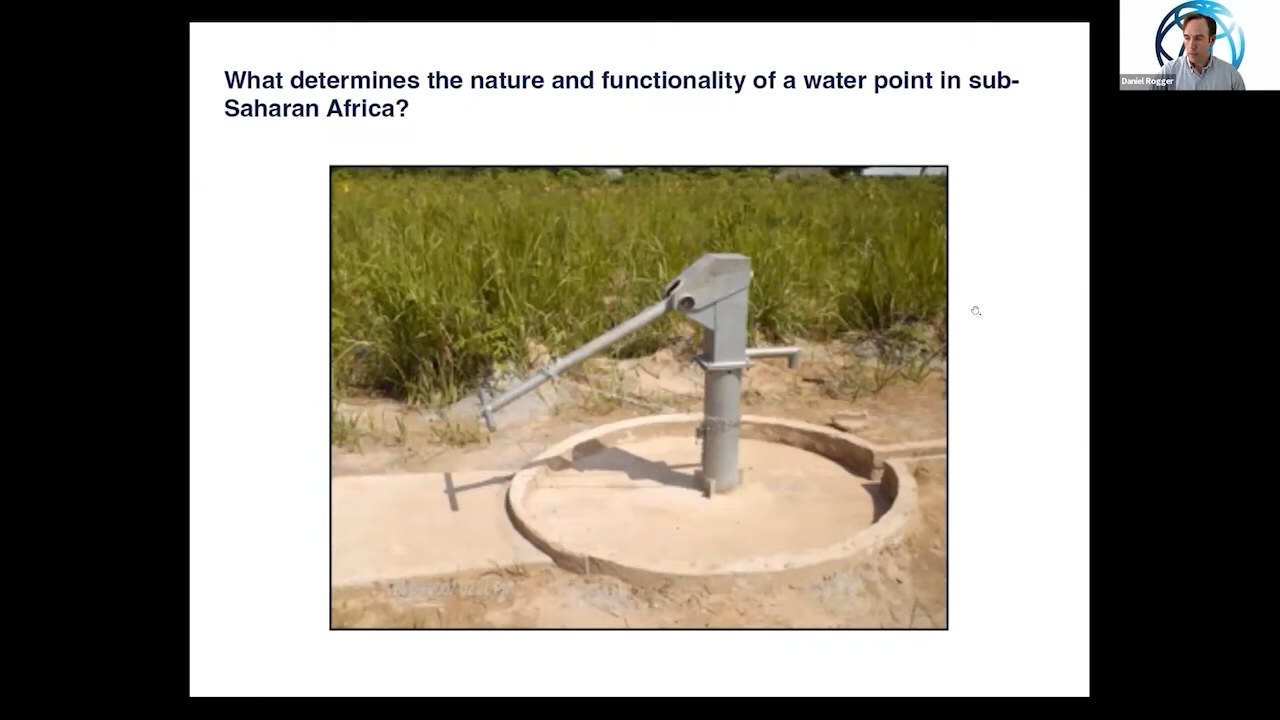 What determines the nature and functionality of a water point in sub-
Saharan Africa?
Daniel Rogger